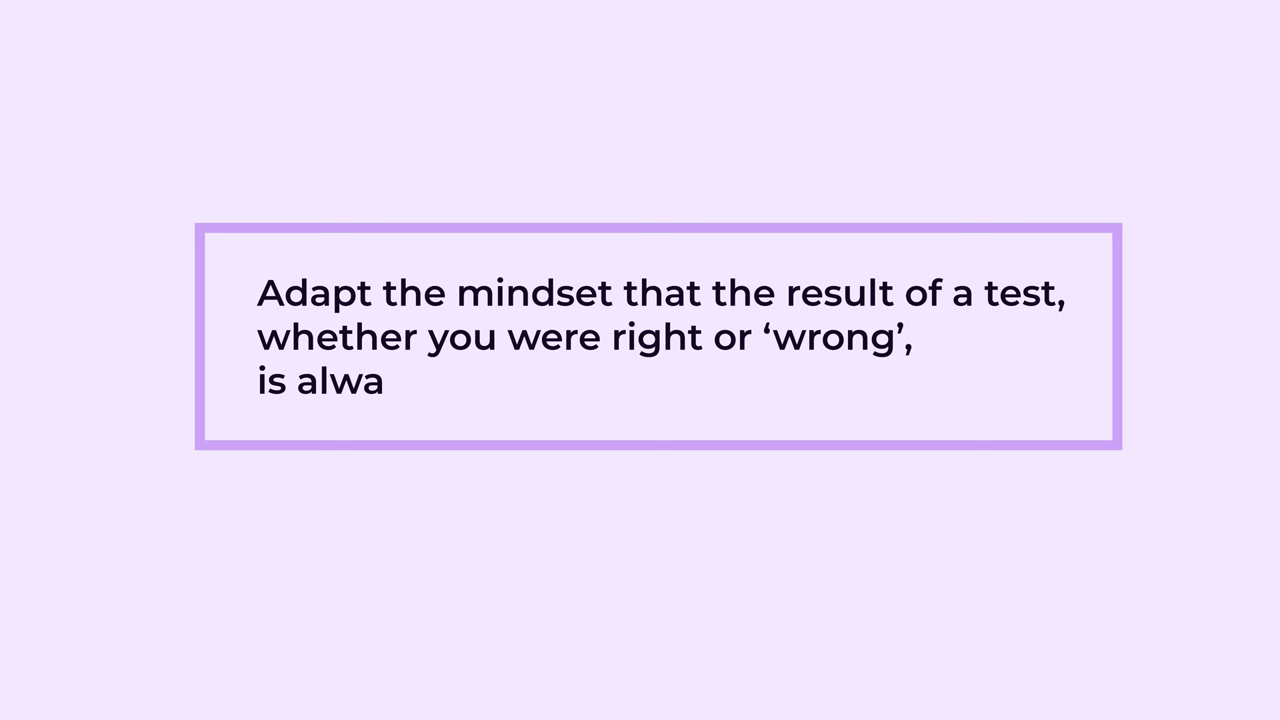 Adapt the mindset that the result of a test,
whether you were right or ‘wrong’,
is alwa